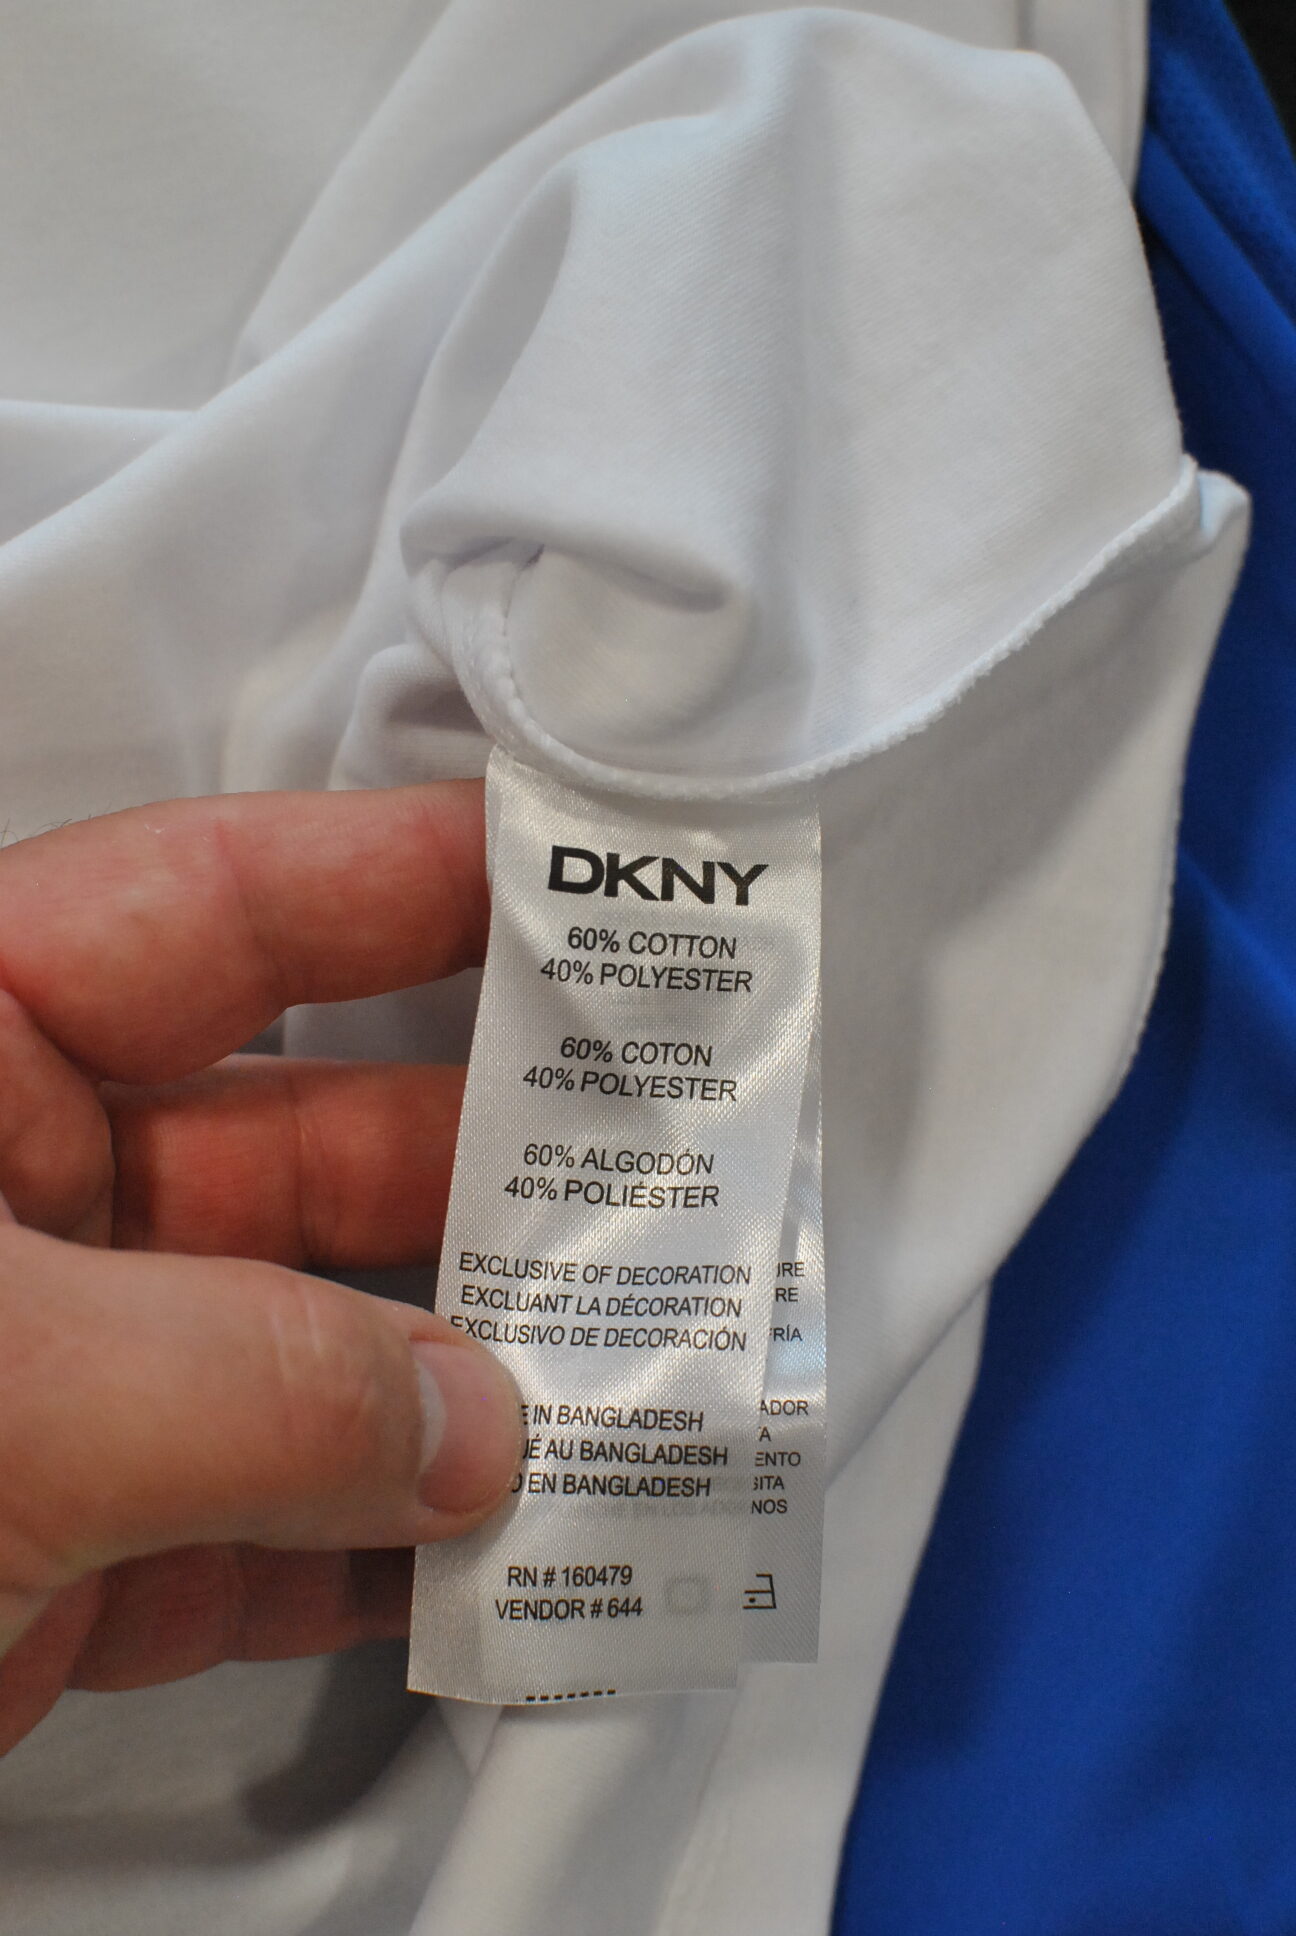 DKNY
60% COTTON
40% POLYESTER
60% COTON
40% POLYESTER
60% ALGODÓN
40% POLIÉSTER
EXCLUSIVE OF DECORATION
EXCLUANT LA DÉCORATION
EXCLUSIVO DE DECORACIÓN
IN BANGLADESH
AU BANGLADESH
EN BANGLADESH
RN # 160479
VENDOR # 644